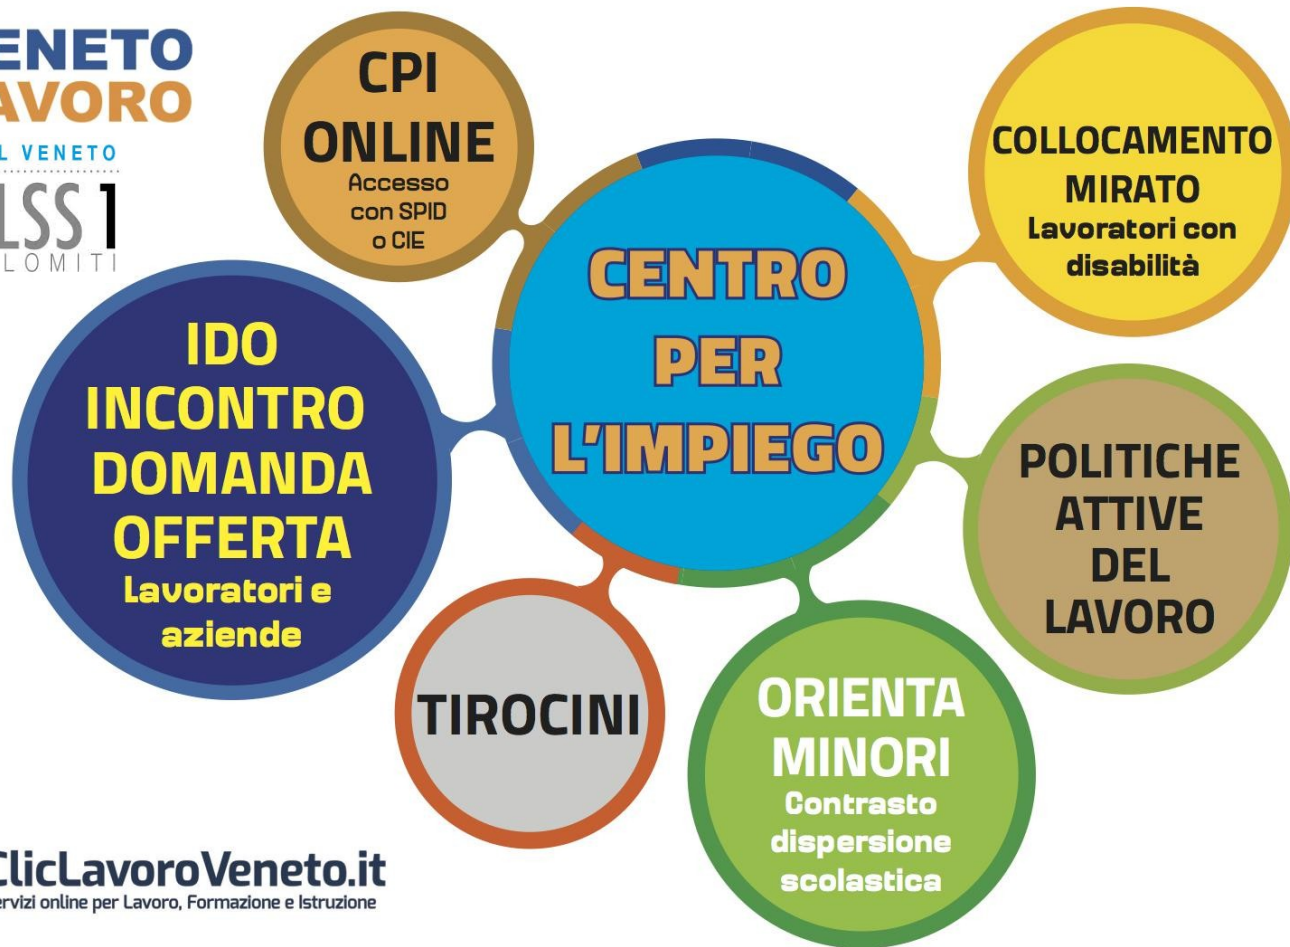 ENETO
AVORO
L VENETO
LSS 1
LOMITI
CPI
ONLINE
Accesso
con SPID
o CIE
COLLOCAMENTO
MIRATO
Lavoratori con
disabilità
CENTRO
PER
L'IMPIEGO
IDO
INCONTRO
DOMANDA
OFFERTA
Lavoratori e
aziende
POLITICHE
ATTIVE
DEL
LAVORO
TIROCINI
ORIENTA
MINORI
Contrasto
dispersione
scolastica
ClicLavoroVeneto.it
ervizi online per Lavoro, Formazione e Istruzione